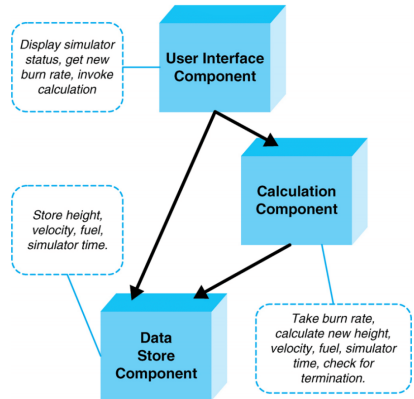 Display simulator
status, get new
burn rate, invoke
calculation
User Interface
Component
Calculation
Component
Store height,
velocity, fuel,
simulator time.
Data
Store
Component
Take burn rate,
calculate new height,
velocity, fuel, simulator
time, check for
termination.